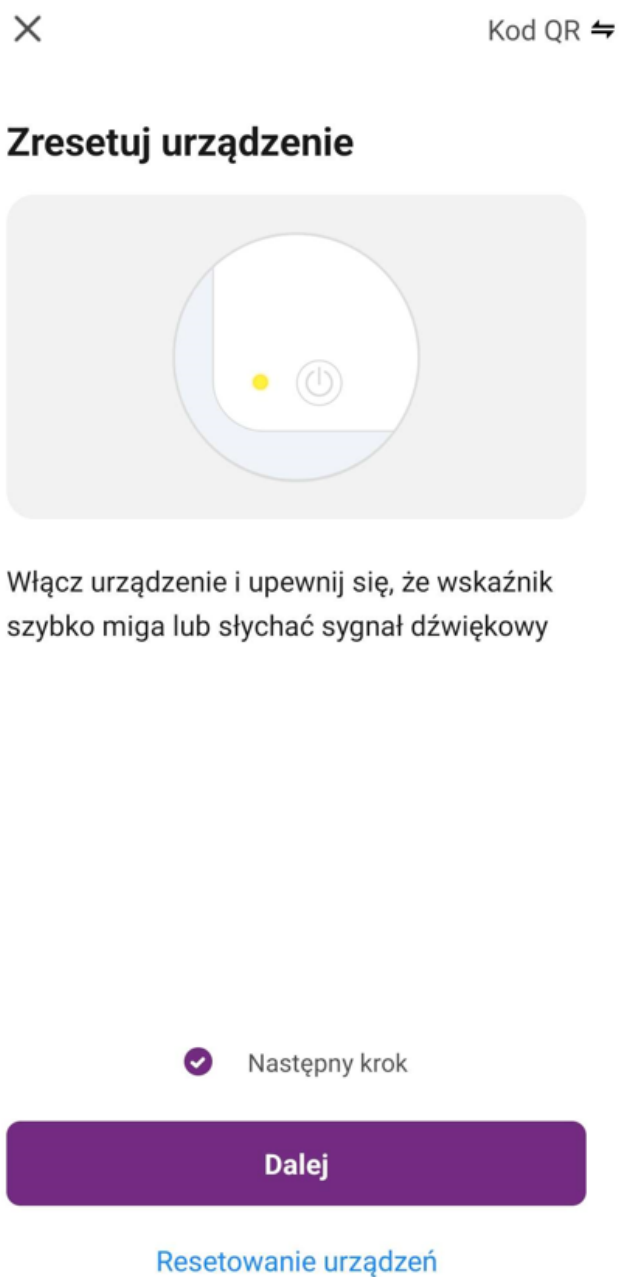 Kod QR
Zresetuj urządzenie
Włącz urządzenie i upewnij się, że wskaźnik
szybko miga lub słychać sygnał dźwiękowy
Następny krok
Dalej
Resetowanie urządzeń